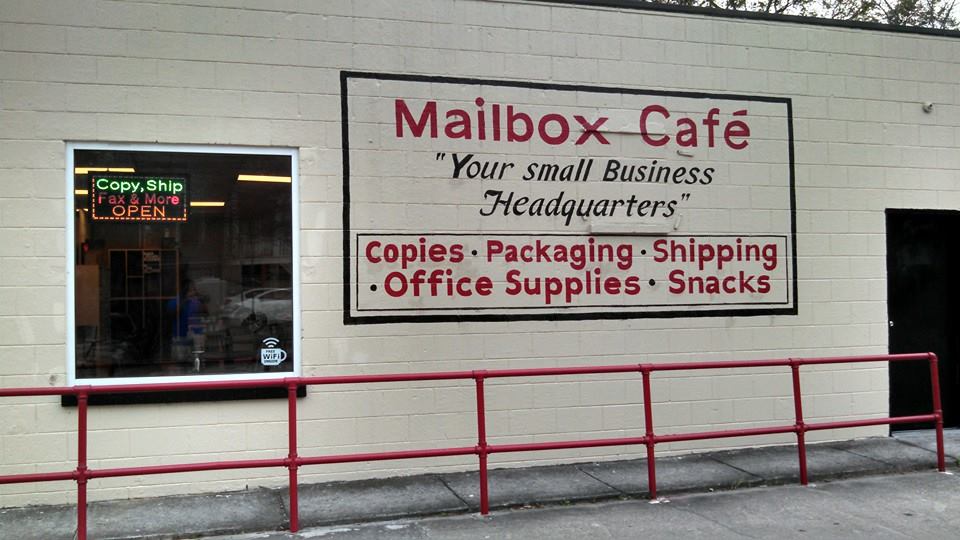 Mailbox Café
"Your small Business
Headquarters"
Copies · Packaging · Shipping
· Office Supplies · Snacks
Copy,Ship
Fax & More
OPEN
FREE
WiFi